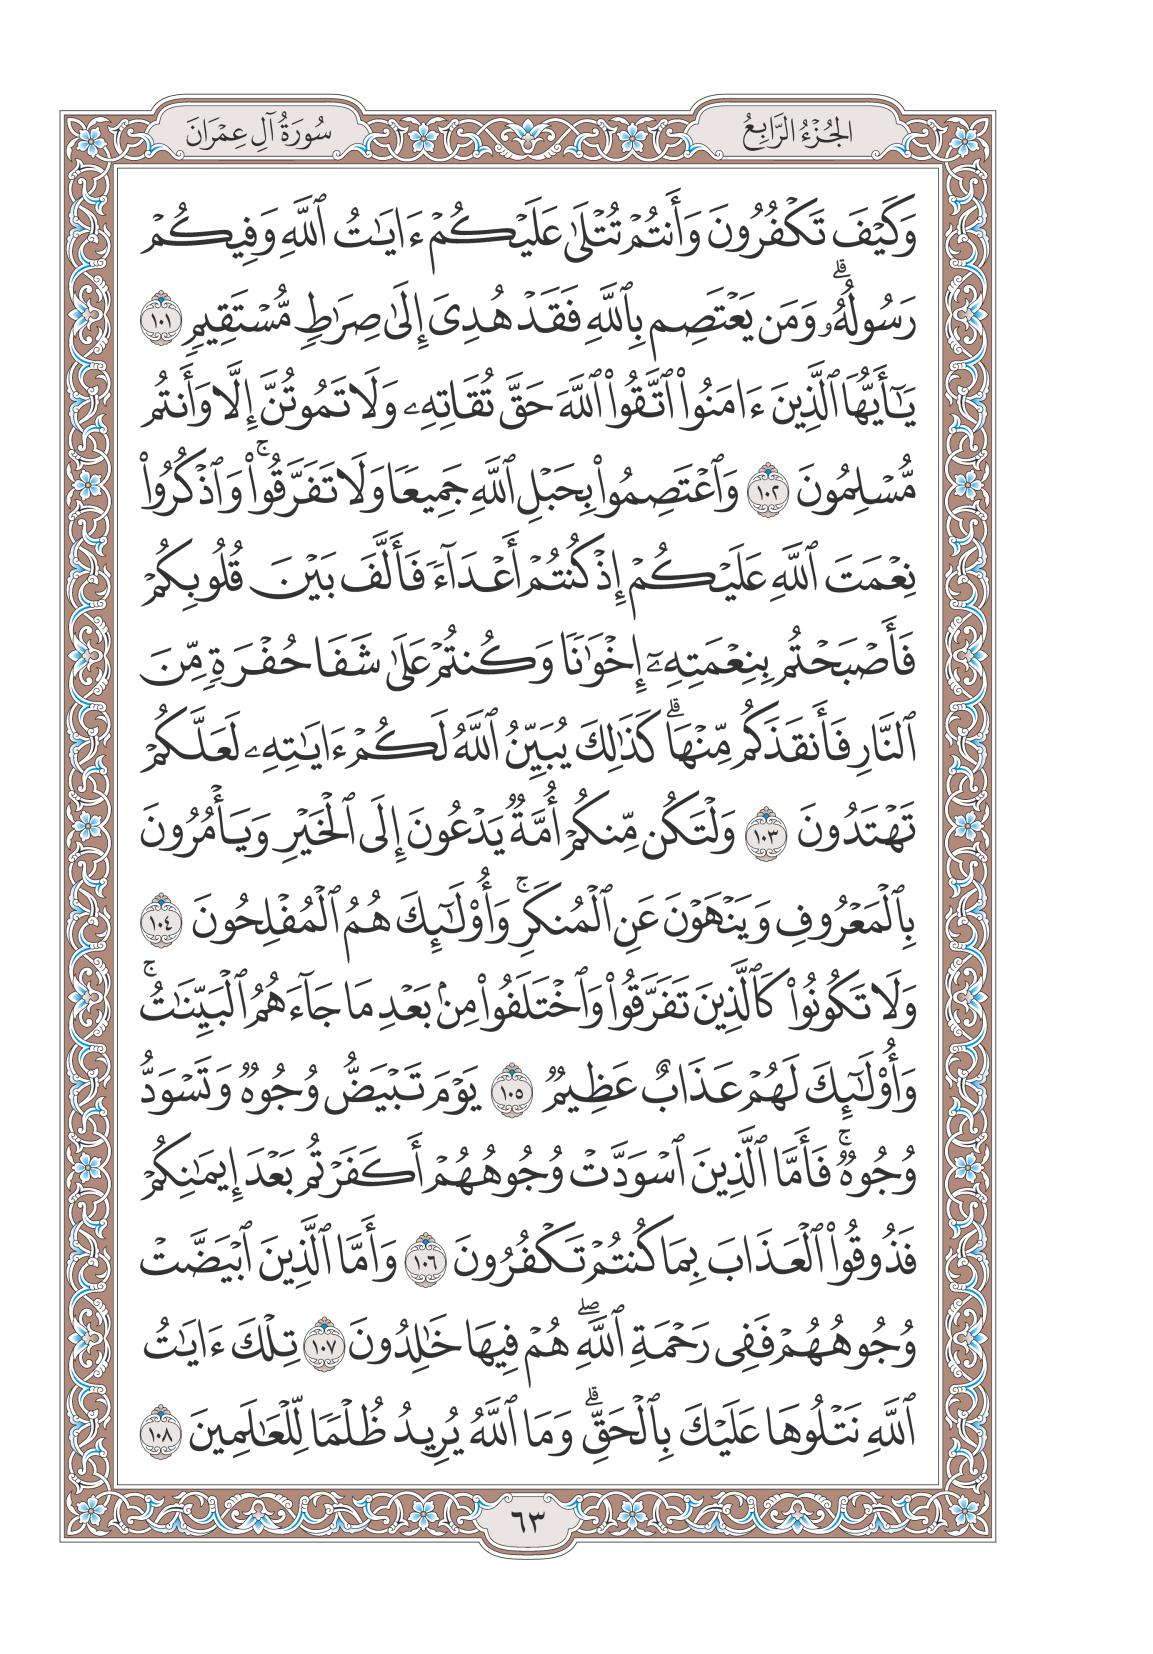 الجُزْءُ الرَّابِعُ
سُورَةُ آلِ عِمْرَانَ
وَكَيْفَ تَكْفُرُونَ وَأَنتُمْ تُتْلَىٰ عَلَيْكُمْ ءَايَٰتُ ٱللَّهِ وَفِيكُمْ
رَسُولُهُۥۗ وَمَن يَعْتَصِم بِٱللَّهِ فَقَدْ هُدِىَ إِلَىٰ صِرَٰطٍ مُّسْتَقِيمٍ ١٠١
يَٰٓأَيُّهَا ٱلَّذِينَ ءَامَنُوا۟ ٱتَّقُوا۟ ٱللَّهَ حَقَّ تُقَاتِهِۦ وَلَا تَمُوتُنَّ إِلَّا وَأَنتُم
مُّسْلِمُونَ ١٠٢ وَٱعْتَصِمُوا۟ بِحَبْلِ ٱللَّهِ جَمِيعًا وَلَا تَفَرَّقُوا۟ۚ وَٱذْكُرُوا۟
نِعْمَتَ ٱللَّهِ عَلَيْكُمْ إِذْ كُنتُمْ أَعْدَآءً فَأَلَّفَ بَيْنَ قُلُوبِكُمْ
فَأَصْبَحْتُم بِنِعْمَتِهِۦٓ إِخْوَٰنًا وَكُنتُمْ عَلَىٰ شَفَا حُفْرَةٍ مِّنَ
ٱلنَّارِ فَأَنقَذَكُم مِّنْهَاۗ كَذَٰلِكَ يُبَيِّنُ ٱللَّهُ لَكُمْ ءَايَٰتِهِۦ لَعَلَّكُمْ
تَهْتَدُونَ ١٠٣ وَلْتَكُن مِّنكُمْ أُمَّةٌ يَدْعُونَ إِلَى ٱلْخَيْرِ وَيَأْمُرُونَ
بِٱلْمَعْرُوفِ وَيَنْهَوْنَ عَنِ ٱلْمُنكَرِۚ وَأُو۟لَٰٓئِكَ هُمُ ٱلْمُفْلِحُونَ ١٠٤
وَلَا تَكُونُوا۟ كَٱلَّذِينَ تَفَرَّقُوا۟ وَٱخْتَلَفُوا۟ مِنۢ بَعْدِ مَا جَآءَهُمُ ٱلْبَيِّنَٰتُۚ
وَأُو۟لَٰٓئِكَ لَهُمْ عَذَابٌ عَظِيمٌ ١٠٥ يَوْمَ تَبْيَضُّ وُجُوهٌ وَتَسْوَدُّ
وُجُوهٌۚ فَأَمَّا ٱلَّذِينَ ٱسْوَدَّتْ وُجُوهُهُمْ أَكَفَرْتُم بَعْدَ إِيمَٰنِكُمْ
فَذُوقُوا۟ ٱلْعَذَابَ بِمَا كُنتُمْ تَكْفُرُونَ ١٠٦ وَأَمَّا ٱلَّذِينَ ٱبْيَضَّتْ
وُجُوهُهُمْ فَفِى رَحْمَةِ ٱللَّهِۖ هُمْ فِيهَا خَٰلِدُونَ ١٠٧ تِلْكَ ءَايَٰتُ
ٱللَّهِ نَتْلُوهَا عَلَيْكَ بِٱلْحَقِّۗ وَمَا ٱللَّهُ يُرِيدُ ظُلْمًا لِّلْعَٰلَمِينَ ١٠٨
٦٣